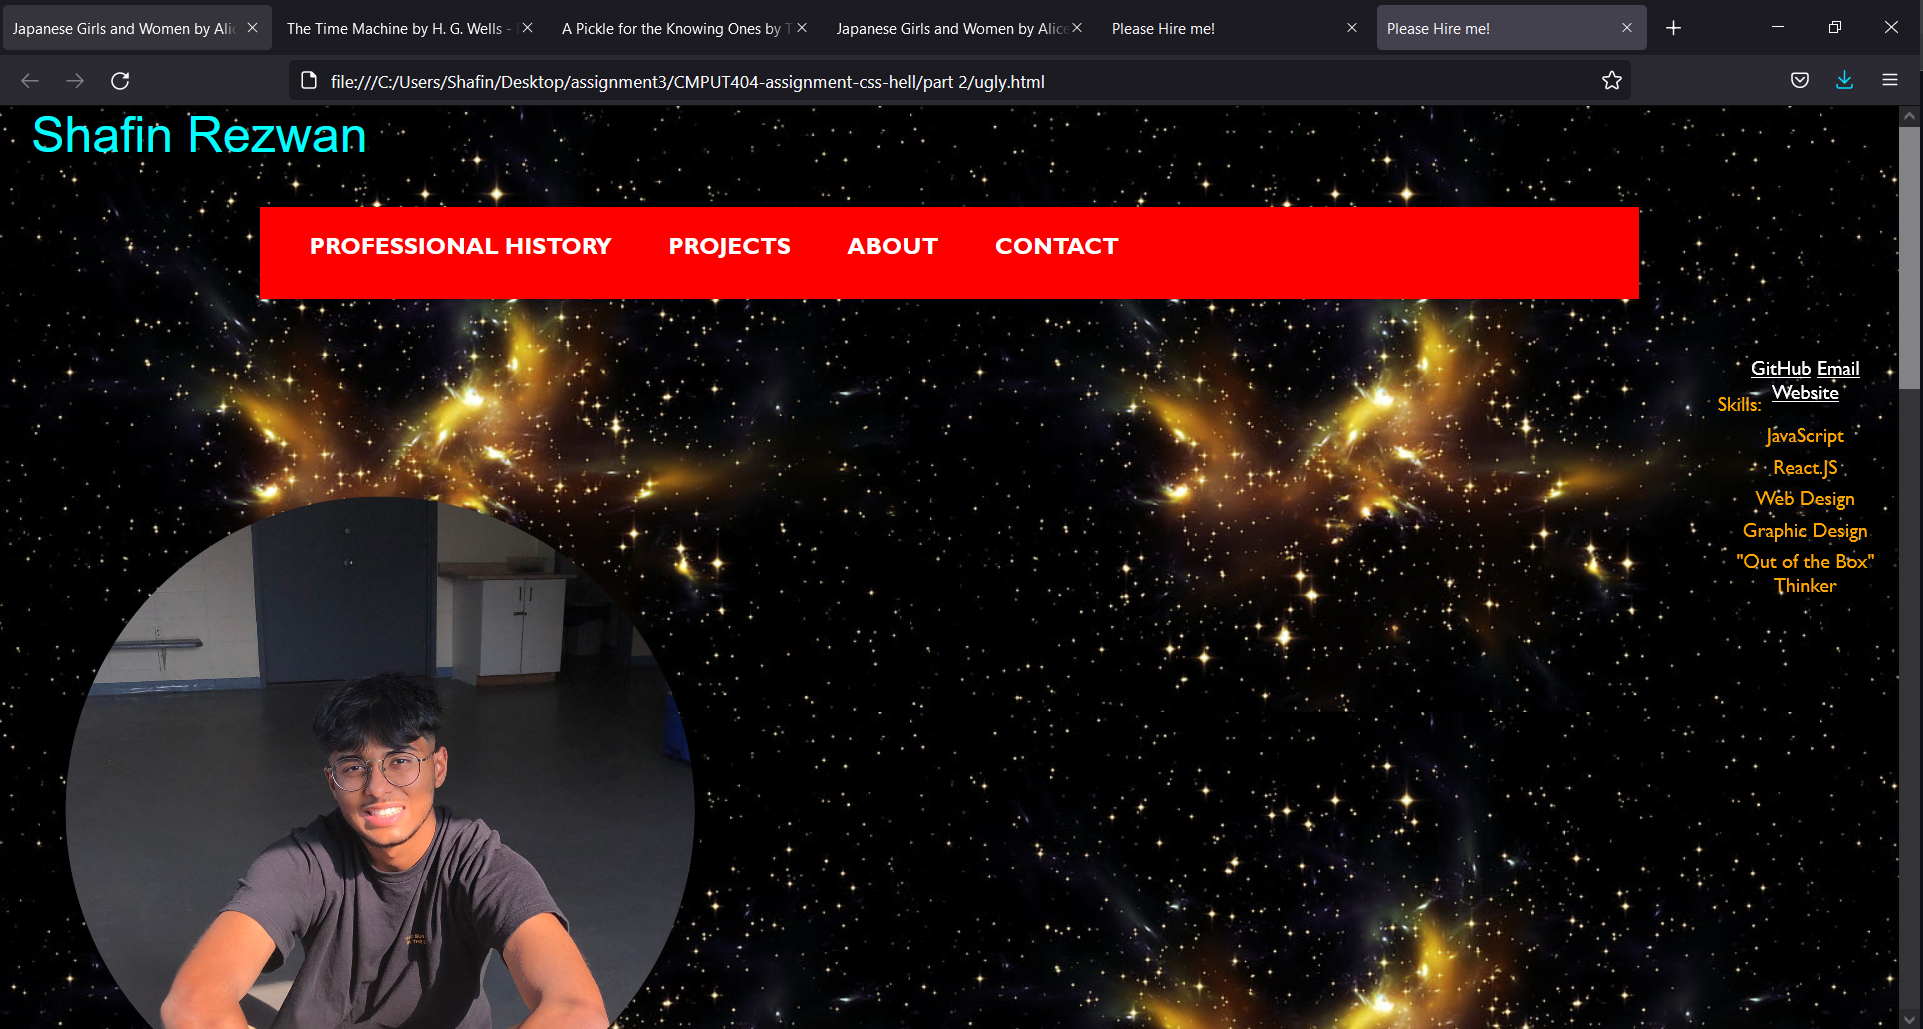 Japanese Girls and Women by Alic
The Time Machine by H. G. Wells -
A Pickle for the Knowing Ones by T
Japanese Girls and Women by Alice
Please Hire me!
Please Hire me!
file:///C:/Users/Shafin/Desktop/assignment3/CMPUT404-assignment-css-hell/part 2/ugly.html
Shafin Rezwan
PROFESSIONAL HISTORY PROJECTS ABOUT CONTACT
GitHub Email
Website
Skills:
JavaScript
React.JS
Web Design
Graphic Design
"Out of the Box"
Thinker